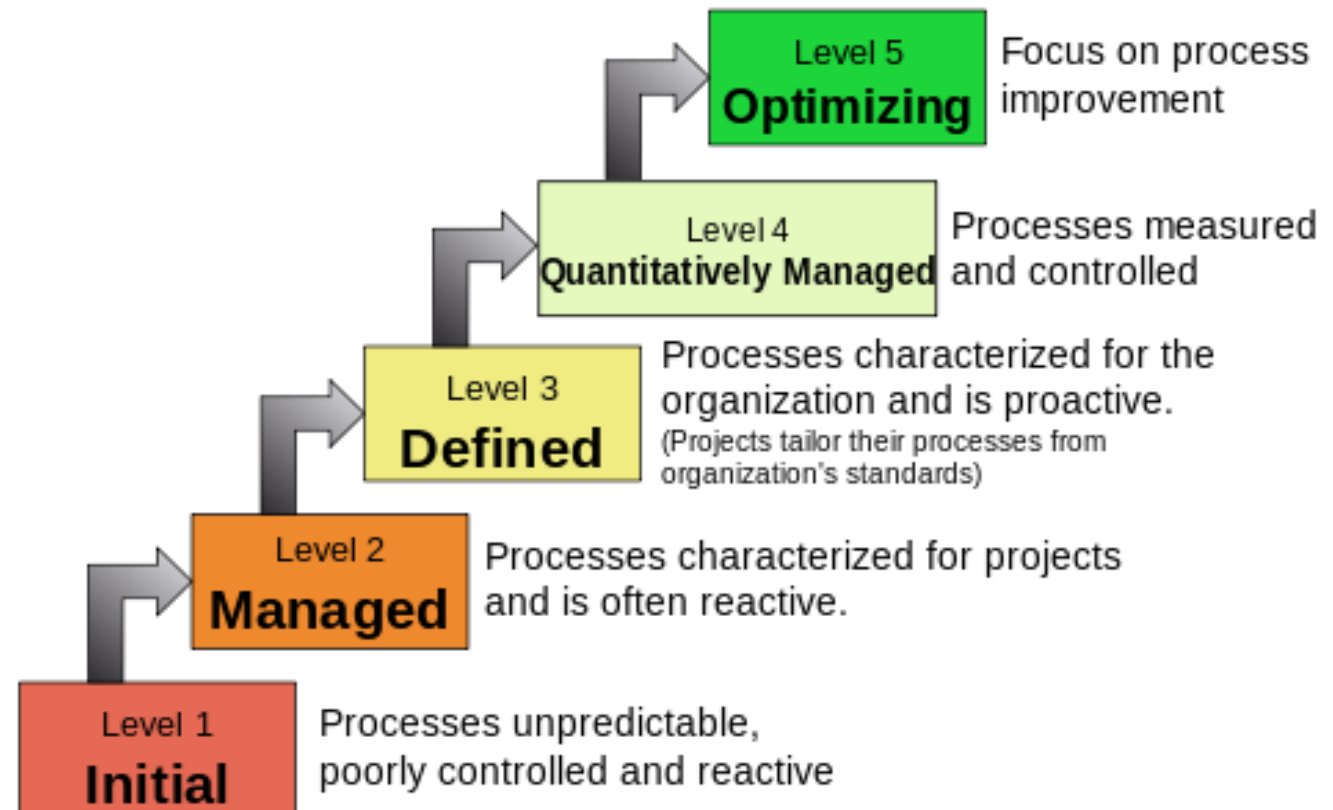 Level 5
Optimizing
Focus on process
improvement
Level 4
Quantitatively Managed
Processes measured
and controlled
Level 3
Defined
Processes characterized for the
organization and is proactive.
(Projects tailor their processes from
organization's standards)
Level 2
Managed
Processes characterized for projects
and is often reactive.
Level 1
Initial
Processes unpredictable,
poorly controlled and reactive